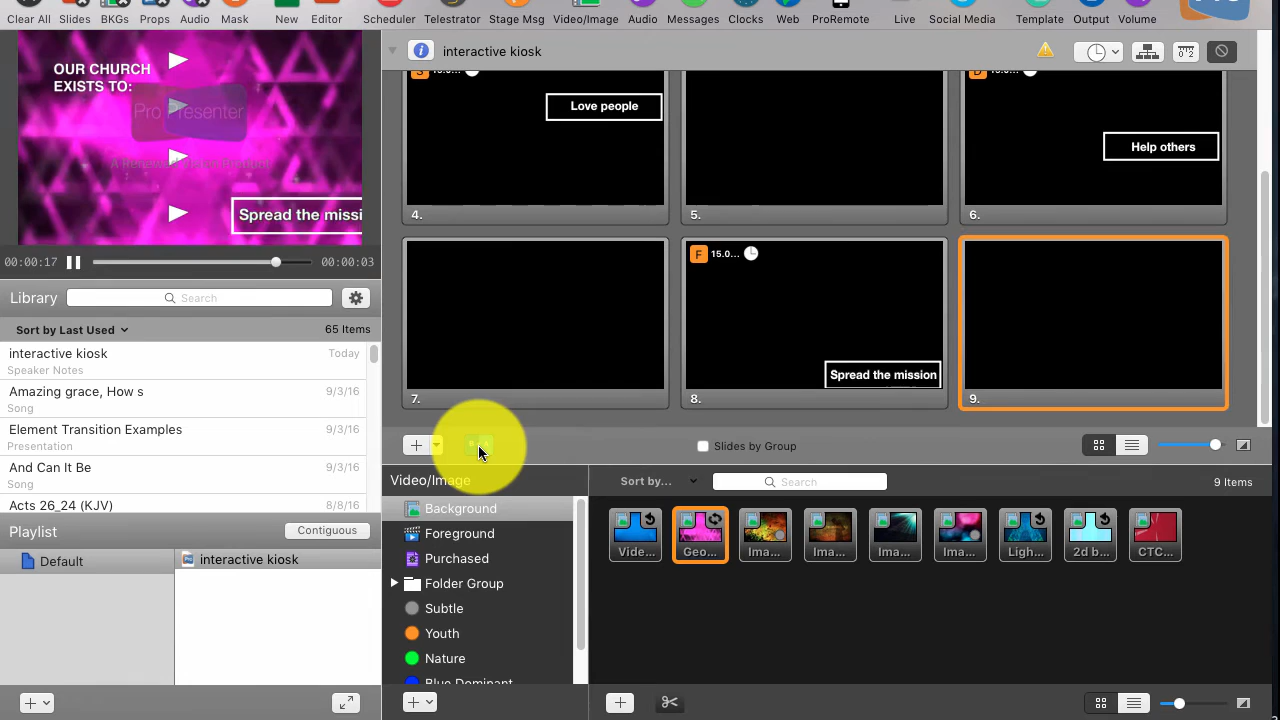 Clear All Slides BKGs Props Audio Mask New Editor Scheduler Telestrator Stage Msg Video/Image Audio Messages Clocks Web ProRemote Live Social Media Template Output Volume
OUR CHURCH
EXISTS TO:
Pro Presenter
Spread the missi
00:00:17 00:00:03
Library Search
Sort by Last Used 65 Items
interactive kiosk Today
Speaker Notes
Amazing grace, How s 9/3/16
Song
Element Transition Examples 9/3/16
Presentation
And Can It Be 9/3/16
Song
Acts 26_24 (KJV) 8/8/16
Playlist Contiguous
Default interactive kiosk
interactive kiosk
Love people
Help others
4. 5. 6.
F 15.0...
Spread the mission
7. 8. 9.
Slides by Group
Video/Image Sort by... Search 9 Items
Background
Foreground
Purchased
Folder Group
Subtle
Youth
Nature
Blue Dominant
Vide... Geo... Ima... Ima... Ima... Ima... Ligh... 2d b... CTC...